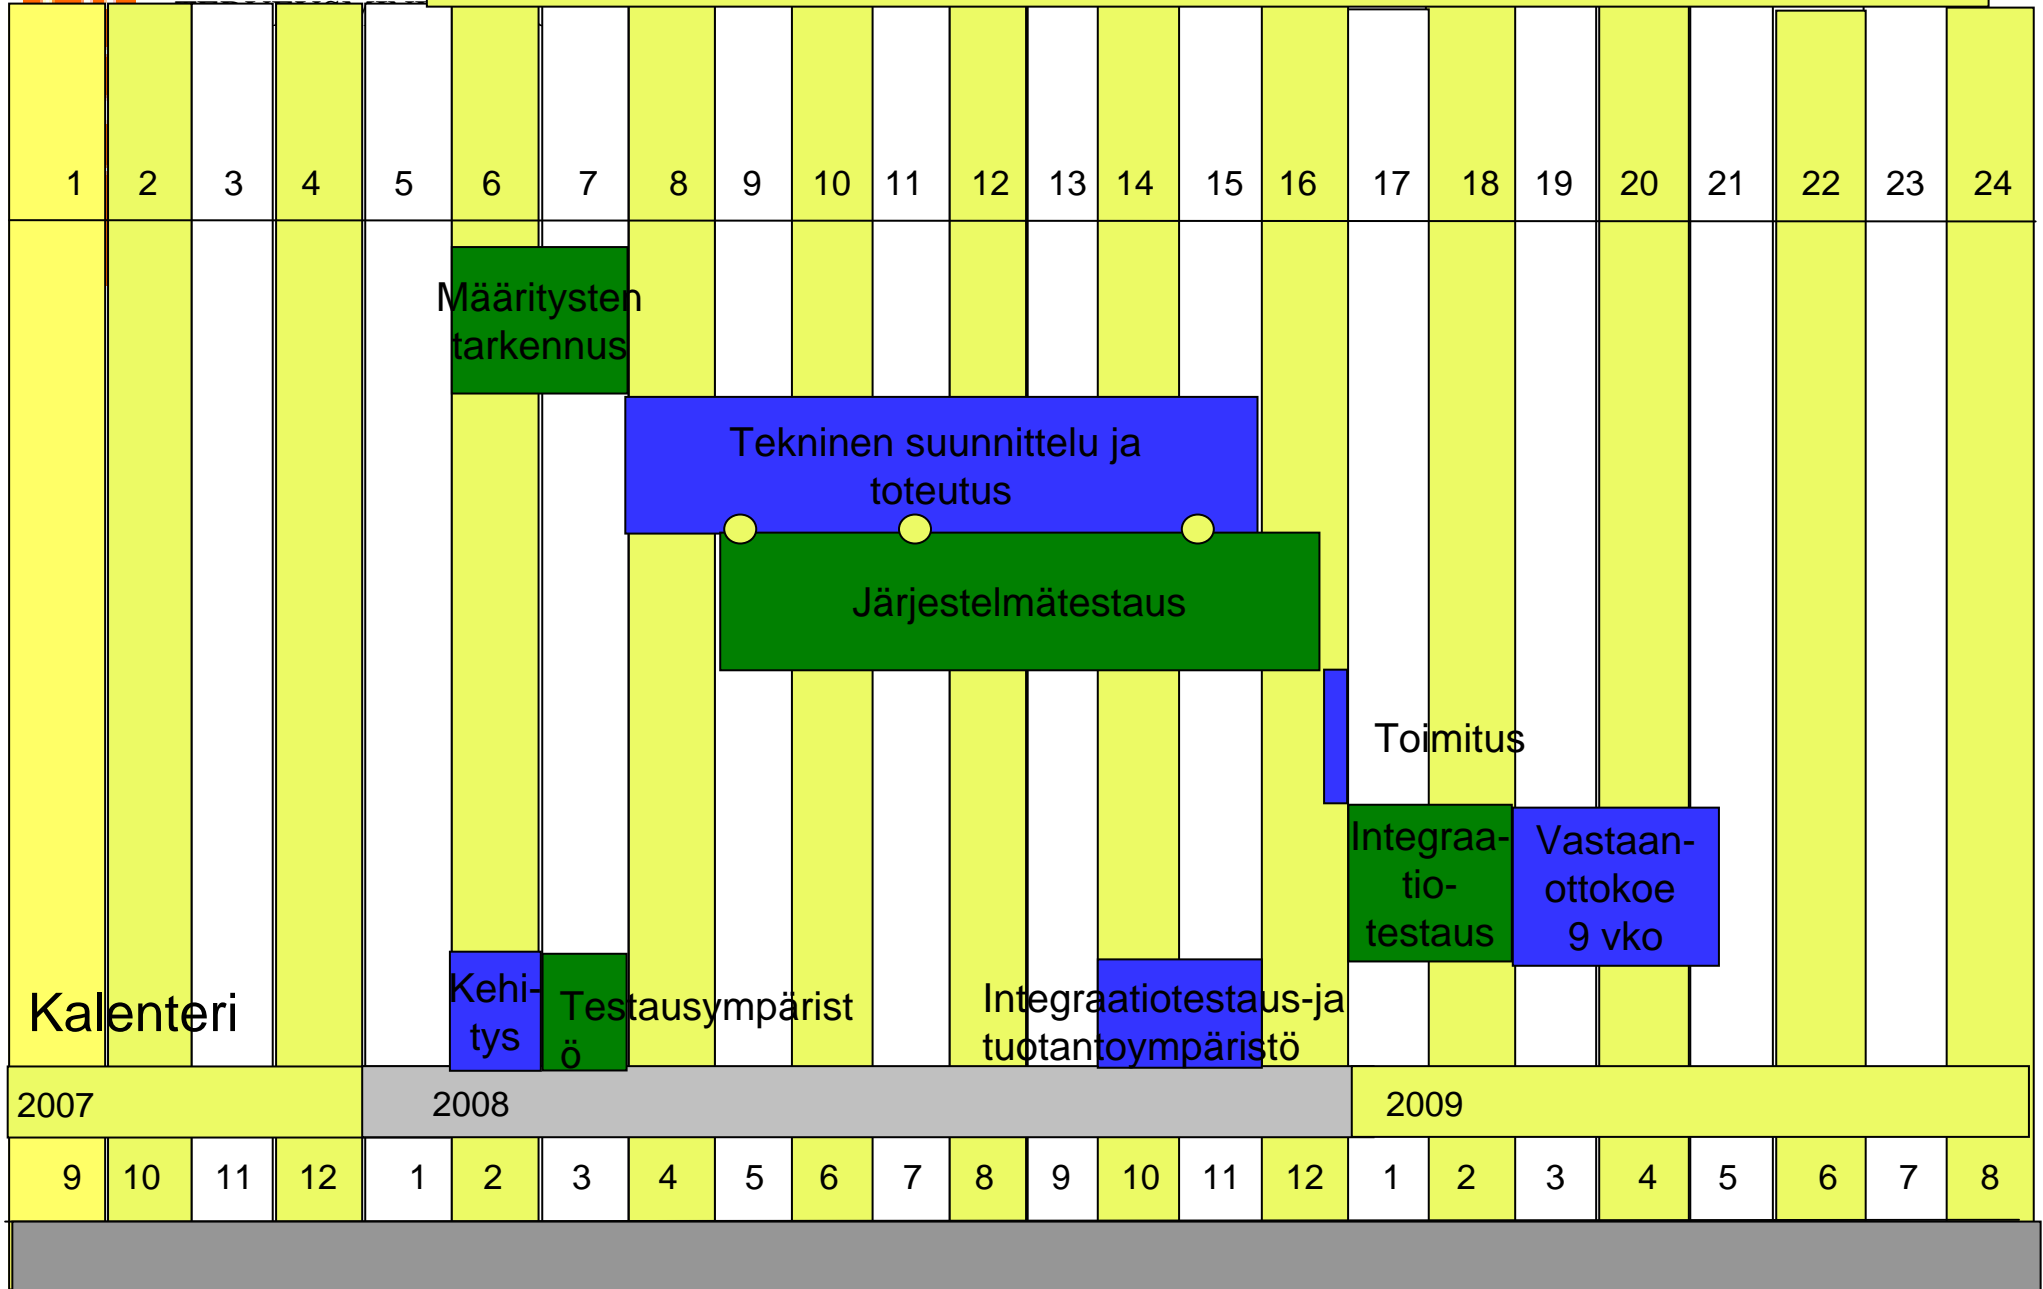 1 2 3 4 5 6 7 8 9 10 11 12 13 14 15 16 17 18 19 20 21 22 23 24
Määritysten
tarkennus
Tekninen suunnittelu ja
toteutus
Järjestelmätestaus
Toimitus
Integraa-
tio-
testaus
Vastaan-
ottokoe
9 vko
Kalenteri
Kehi-
tys
Testausympärist
ö
Integraatiotestaus-ja
tuotantoympäristö
2007 2008 2009
9 10 11 12 1 2 3 4 5 6 7 8 9 10 11 12 1 2 3 4 5 6 7 8